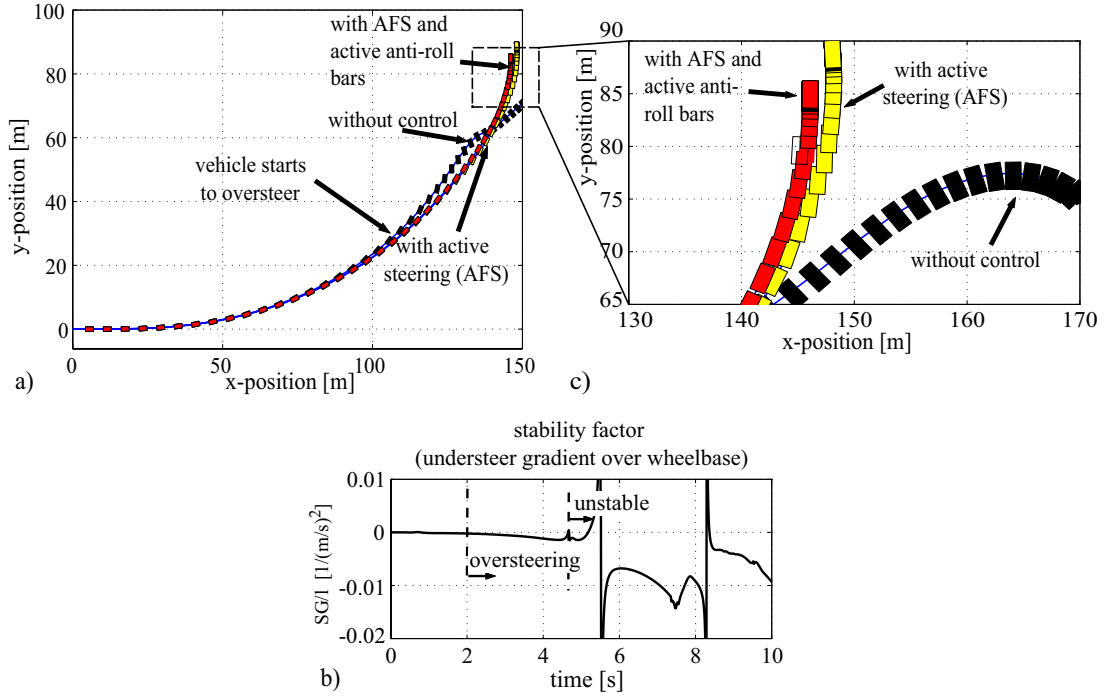 100
80
60
40
20
0
0
50
100
150
y-position [m]
x-position [m]
with AFS and
active anti-roll
bars
without control
vehicle starts
to oversteer
with active
steering (AFS)
a)
90
85
80
75
70
65
130
140
150
160
170
y-position [m]
x-position [m]
with AFS and
active anti-
roll bars
with active
steering (AFS)
without control
c)
stability factor
(understeer gradient over wheelbase)
0.01
0
-0.01
-0.02
SG/l [1/(m/s)²]
unstable
oversteering
0
2
4
6
8
10
time [s]
b)